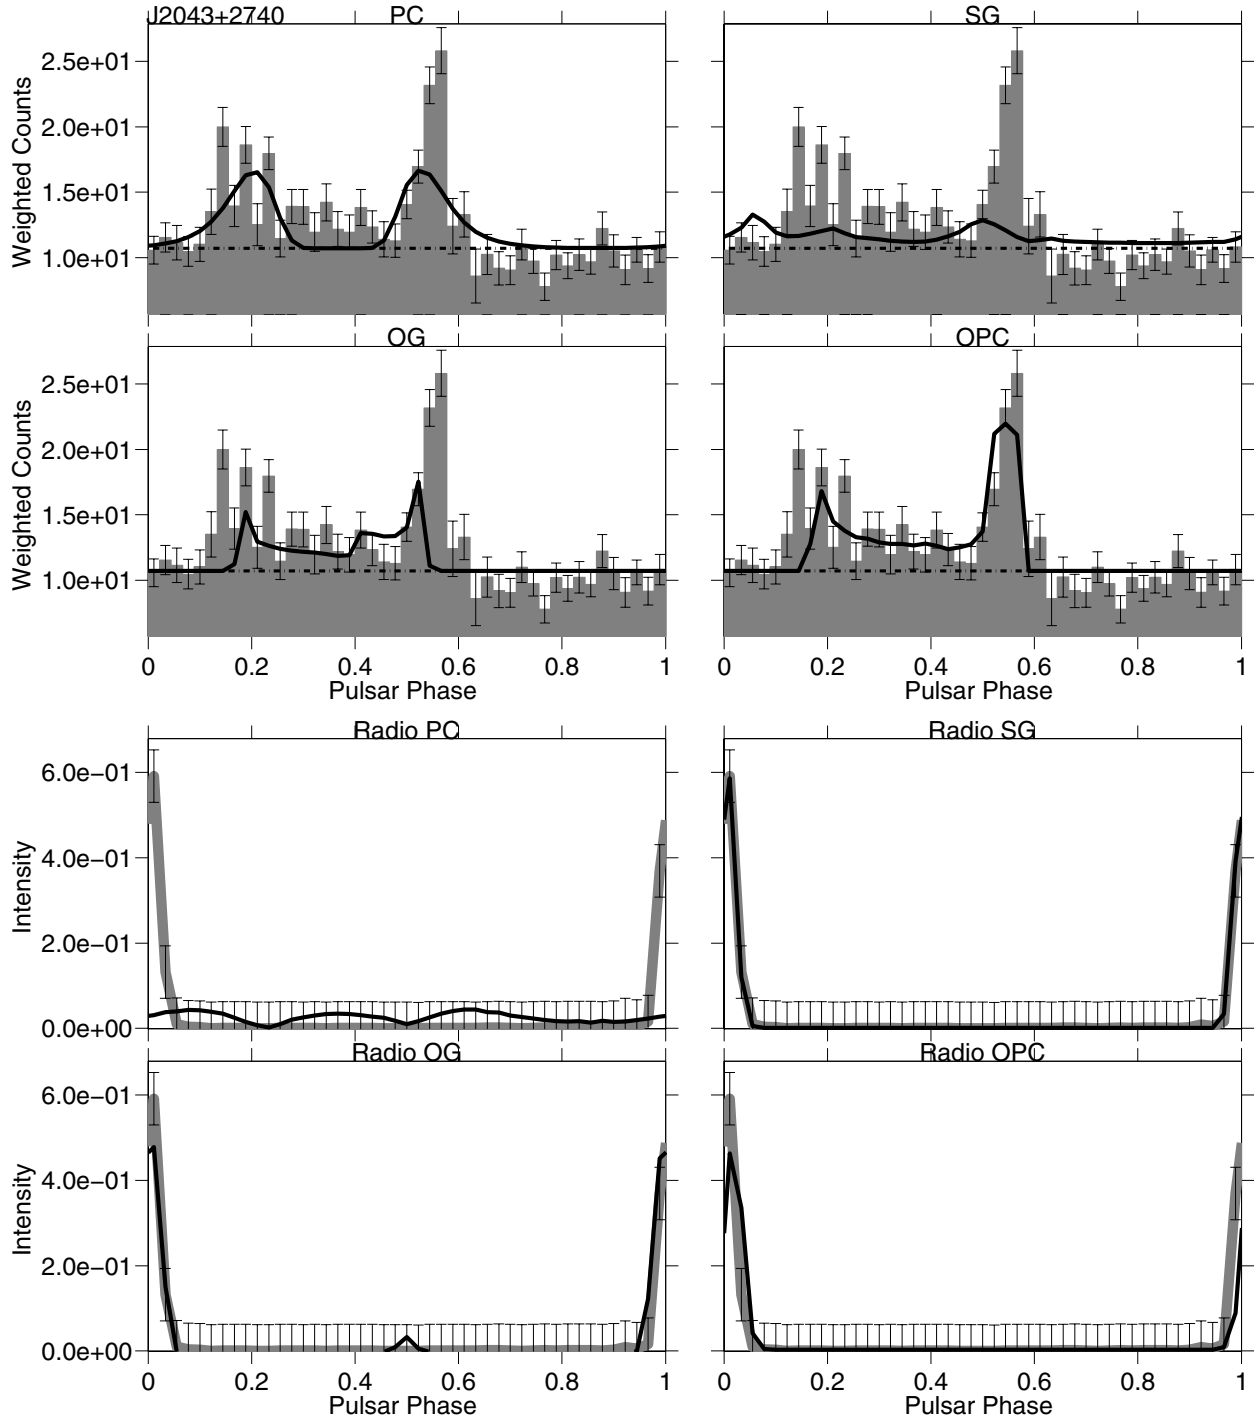 J2043+2740 PC SG
2.5e+01
2.0e+01
1.5e+01
1.0e+01
Weighted Counts
OG OPC
2.5e+01
2.0e+01
1.5e+01
1.0e+01
Weighted Counts
0 0.2 0.4 0.6 0.8 1 0 0.2 0.4 0.6 0.8 1
Pulsar Phase Pulsar Phase
Radio PC Radio SG
6.0e−01
4.0e−01
2.0e−01
0.0e+00
Intensity
Radio OG Radio OPC
6.0e−01
4.0e−01
2.0e−01
0.0e+00
Intensity
0 0.2 0.4 0.6 0.8 1 0 0.2 0.4 0.6 0.8 1
Pulsar Phase Pulsar Phase